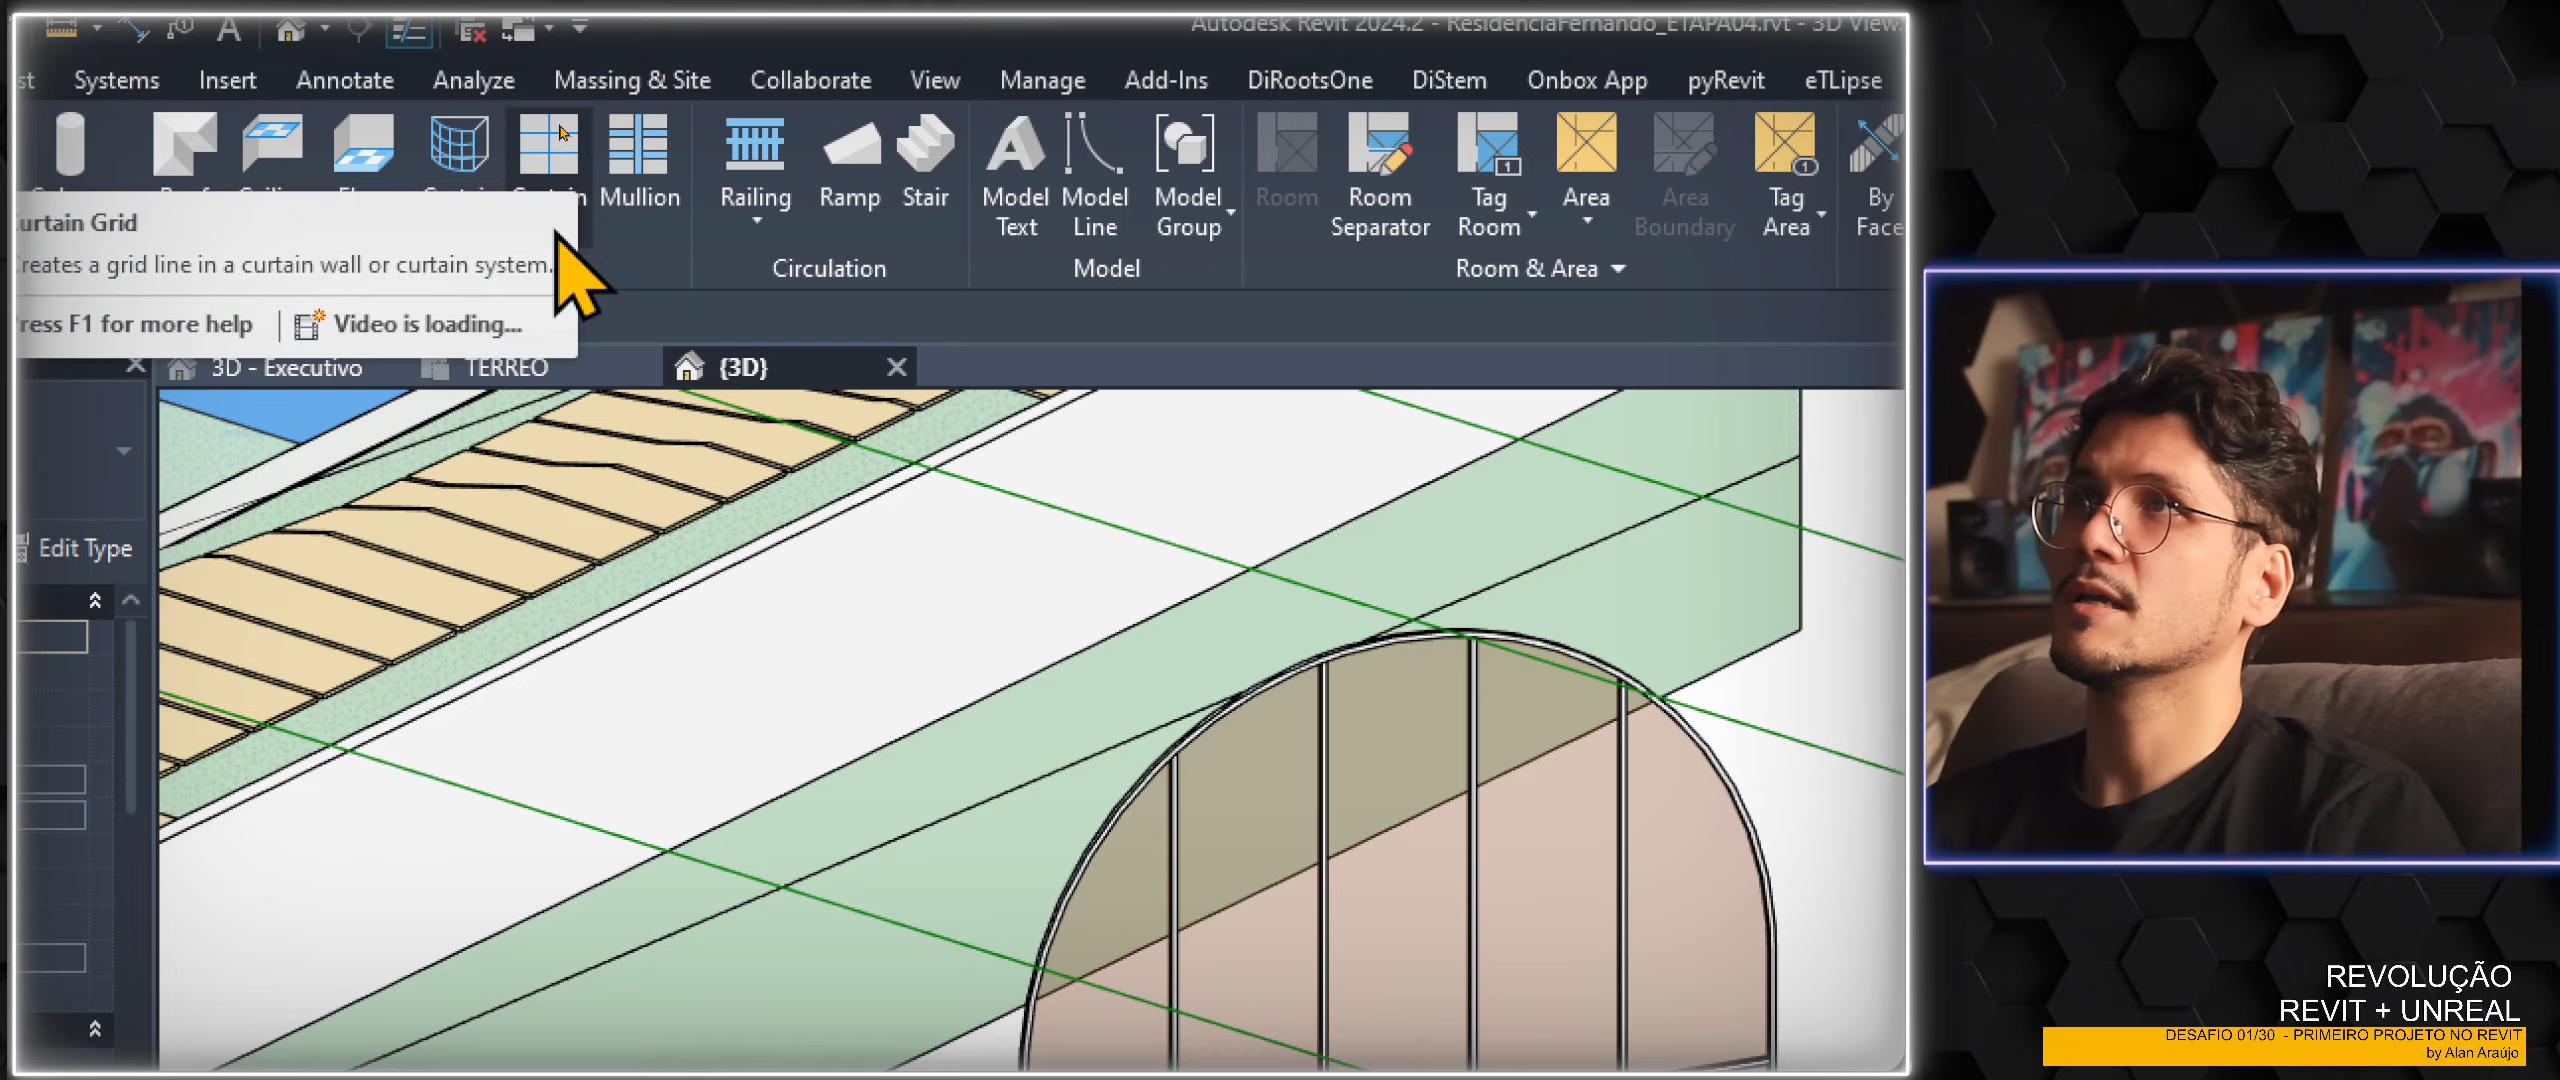 Autodesk Revit 2024.2 - ResidenciaFernando_ETAPA04.rvt - 3D View:
st Systems Insert Annotate Analyze Massing & Site Collaborate View Manage Add-Ins DiRootsOne DiStem Onbox App pyRevit eTLipse
Mullion Railing Ramp Stair Model Text Model Line Model Group Room Room Separator Tag Room Area Area Boundary Tag Area By Face
Circulation Model Room & Area
urtain Grid
reates a grid line in a curtain wall or curtain system.
ress F1 for more help Video is loading...
3D - Executivo TERREO {3D}
Edit Type
REVOLUÇÃO
REVIT + UNREAL
DESAFIO 01/30 - PRIMEIRO PROJETO NO REVIT
by Alan Araújo